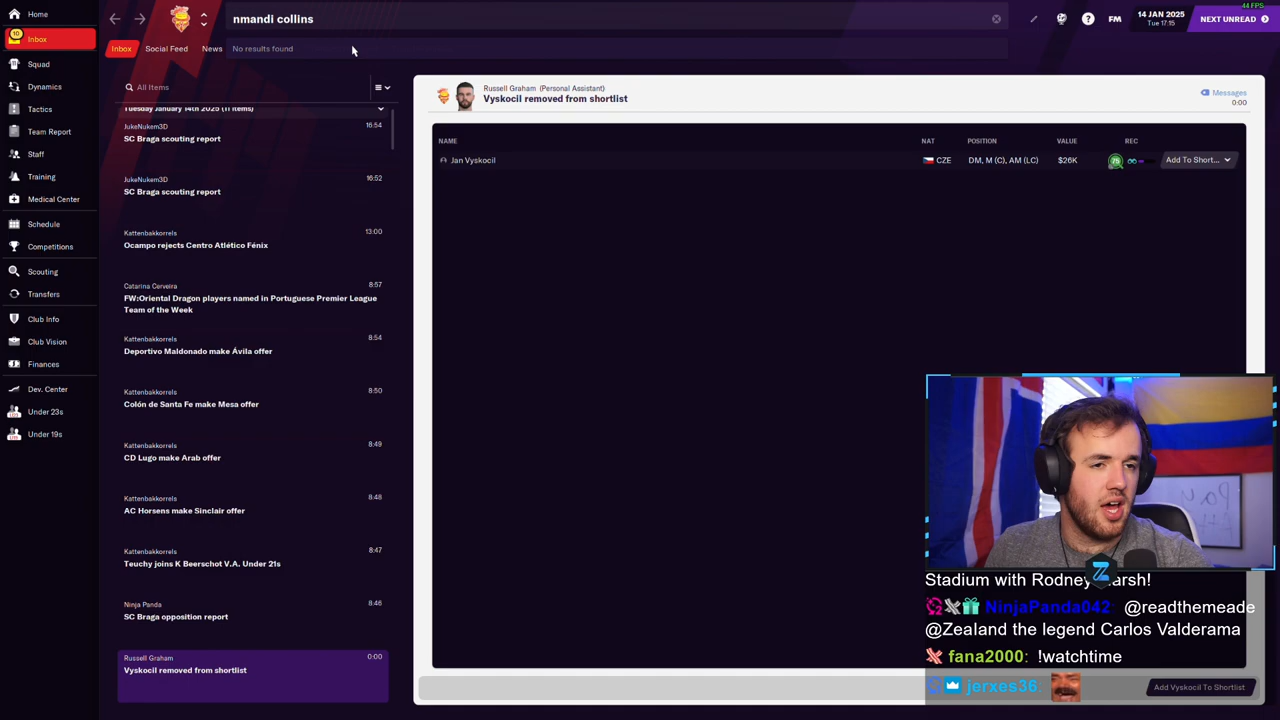 44 FPS
Home
nmandi collins
14 JAN 2025
Tue 17:15
FM
NEXT UNREAD
10
Inbox
Inbox
Social Feed
News
No results found
Squad
Dynamics
Tactics
Team Report
Staff
Training
Medical Center
Schedule
Competitions
Scouting
Transfers
Club Info
Club Vision
Finances
Dev. Center
Under 23s
Under 19s
All Items
Tuesday January 14th 2025 (11 Items)
JukeNukem3D 16:54
SC Braga scouting report
JukeNukem3D 16:52
SC Braga scouting report
Kattenbakkorrels 13:00
Ocampo rejects Centro Atlético Fénix
Catarina Cerveira 8:57
FW:Oriental Dragon players named in Portuguese Premier League
Team of the Week
Kattenbakkorrels 8:54
Deportivo Maldonado make Ávila offer
Kattenbakkorrels 8:50
Colón de Santa Fe make Mesa offer
Kattenbakkorrels 8:49
CD Lugo make Arab offer
Kattenbakkorrels 8:48
AC Horsens make Sinclair offer
Kattenbakkorrels 8:47
Teuchy joins K Beerschot V.A. Under 21s
Ninja Panda 8:46
SC Braga opposition report
Russell Graham 0:00
Vyskocil removed from shortlist
Russell Graham (Personal Assistant)
Vyskocil removed from shortlist
Messages
0:00
NAME NAT POSITION VALUE REC
Jan Vyskocil CZE DM, M (C), AM (LC) $26K 75 Add To Short...
Stadium with Rodney Marsh!
NinjaPanda042: @readthemeade
@Zealand the legend Carlos Valderama
fana2000: !watchtime
jerxes36:
Add Vyskocil To Shortlist